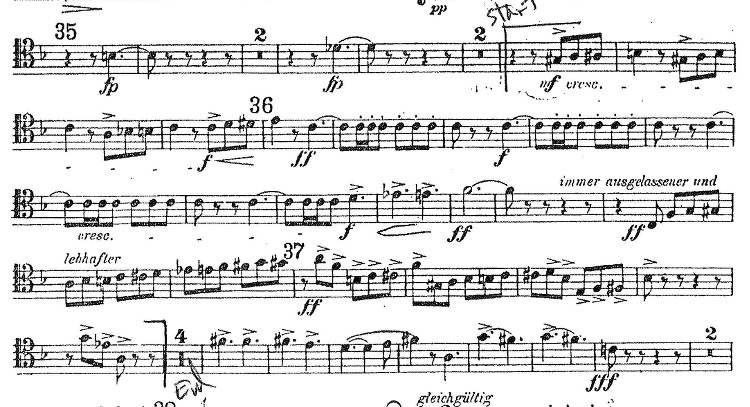 pp
start
35 2 2
fp fp mf cresc.
36
f ff f
immer ausgelassener und
cresc. f ff ff
lebhafter 37
ff
4 2
End
fff
gleichgültig